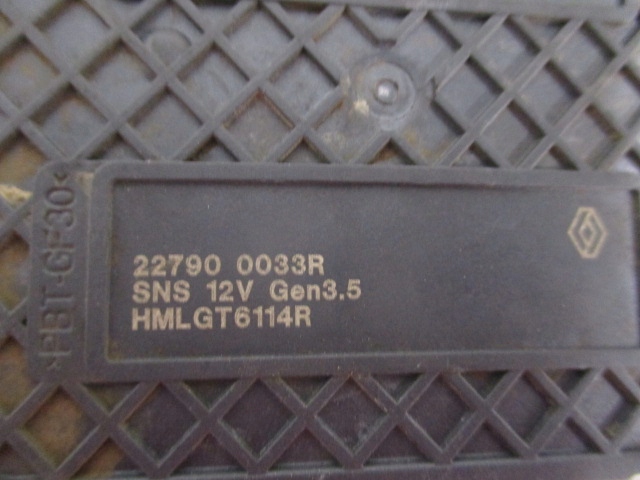 22790 0033R
SNS 12V Gen3.5
HMLGT6114R
>PBT-GF30<